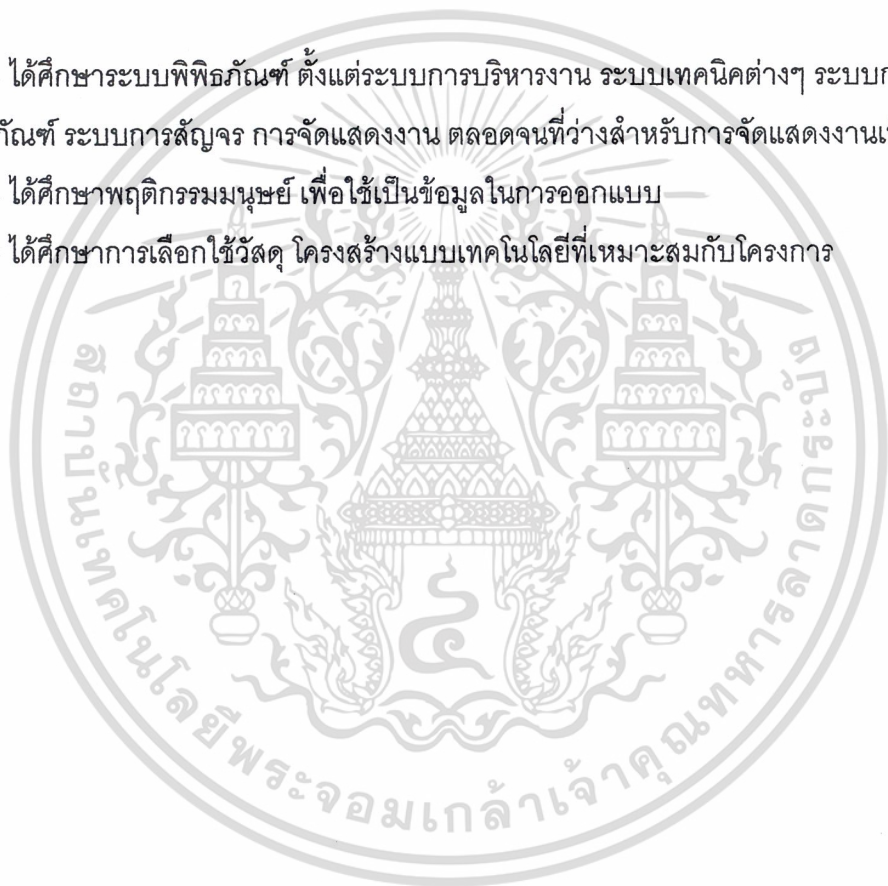 ได้ศึกษาระบบพิพิธภัณฑ์ ตั้งแต่ระบบการบริหารงาน ระบบเทคนิคต่างๆ ระบบ
ภัณฑ์ ระบบการสัญจร การจัดแสดงงาน ตลอดจนที่ว่างสำหรับการจัดแสดงงาน
ได้ศึกษาพฤติกรรมมนุษย์ เพื่อใช้เป็นข้อมูลในการออกแบบ
ได้ศึกษาการเลือกใช้วัสดุ โครงสร้างแบบเทคโนโลยีที่เหมาะสมกับโครงการ
สถาบันเทคโนโลยีพระจอมเกล้าเจ้าคุณทหารลาดกระบัง